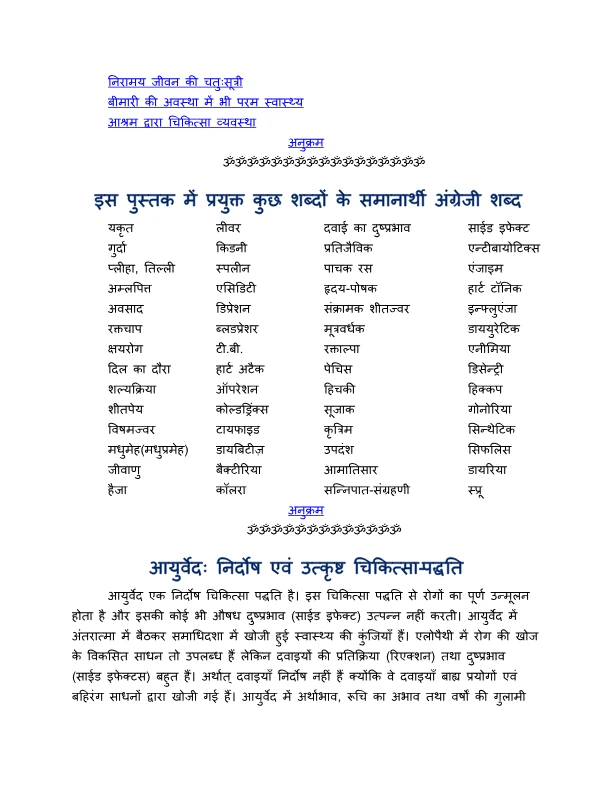 निरामय जीवन की चतुःसूत्री
बीमारी की अवस्था में भी परम स्वास्थ्य
आश्रम द्वारा चिकित्सा व्यवस्था
अनुक्रम
ॐॐॐॐॐॐॐॐॐॐॐॐॐॐॐॐॐ
इस पुस्तक में प्रयुक्त कुछ शब्दों के समानार्थी अंग्रेजी शब्द
यकृत लीवर दवाई का दुष्प्रभाव साईड इफेक्ट
गुर्दा किडनी प्रतिजैविक एन्टीबायोटिक्स
प्लीहा, तिल्ली स्पलीन पाचक रस एंजाइम
अम्लपित्त एसिडिटी हृदय-पोषक हार्ट टॉनिक
अवसाद डिप्रेशन संक्रामक शीतज्वर इन्फ्लुएंजा
रक्तचाप ब्लडप्रेशर मूत्रवर्धक डाययुरेटिक
क्षयरोग टी.बी. रक्ताल्पा एनीमिया
दिल का दौरा हार्ट अटैक पेचिस डिसेन्ट्री
शल्यक्रिया ऑपरेशन हिचकी हिक्कप
शीतपेय कोल्डड्रिंक्स सूजाक गोनोरिया
विषमज्वर टायफाइड कृत्रिम सिन्थेटिक
मधुमेह(मधुप्रमेह) डायबिटीज़ उपदंश सिफलिस
जीवाणु बैक्टीरिया आमातिसार डायरिया
हैजा कॉलरा सन्निपात-संग्रहणी स्प्रू
अनुक्रम
ॐॐॐॐॐॐॐॐॐॐॐॐॐ
आयुर्वेदः निर्दोष एवं उत्कृष्ट चिकित्सा-पद्धति
आयुर्वेद एक निर्दोष चिकित्सा पद्धति है। इस चिकित्सा पद्धति से रोगों का पूर्ण उन्मूलन
होता है और इसकी कोई भी औषध दुष्प्रभाव (साईड इफेक्ट) उत्पन्न नहीं करती। आयुर्वेद में
अंतरात्मा में बैठकर समाधिदशा में खोजी हुई स्वास्थ्य की कुंजियाँ हैं। एलोपैथी में रोग की खोज
के विकसित साधन तो उपलब्ध हैं लेकिन दवाइयों की प्रतिक्रिया (रिएक्शन) तथा दुष्प्रभाव
(साईड इफेक्टस) बहुत हैं। अर्थात् दवाइयाँ निर्दोष नहीं हैं क्योंकि वे दवाइयाँ बाह्य प्रयोगों एवं
बहिरंग साधनों द्वारा खोजी गई हैं। आयुर्वेद में अर्थाभाव, रूचि का अभाव तथा वर्षों की गुलामी